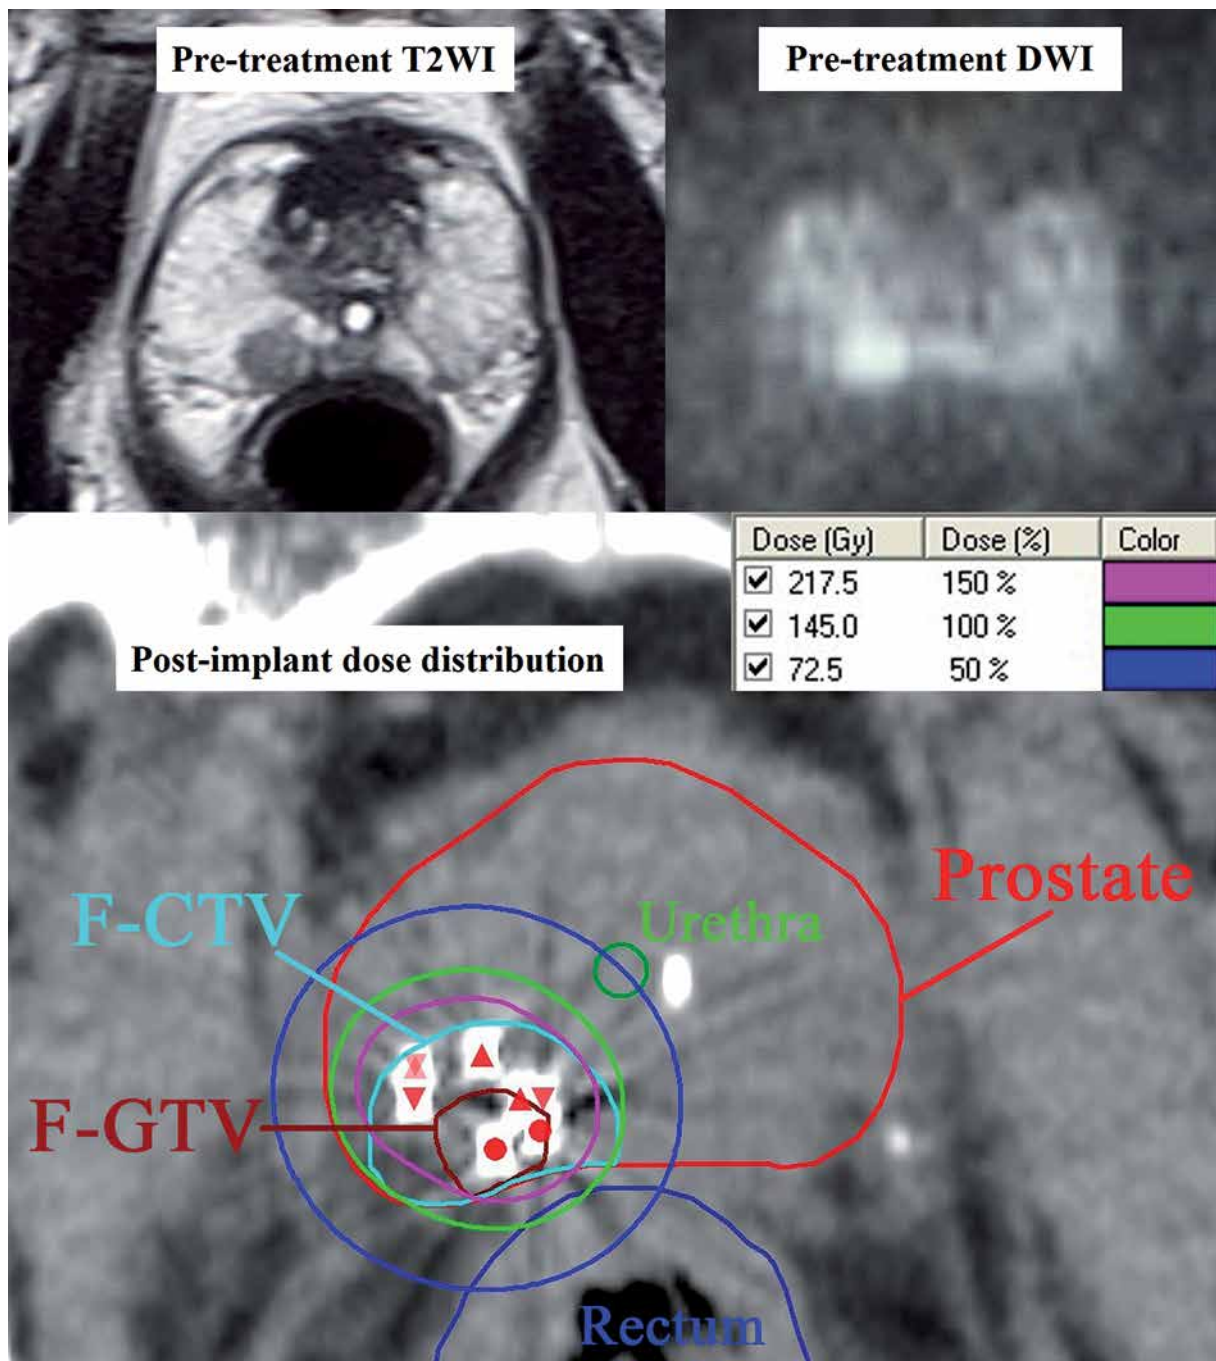 Pre-treatment T2WI
Pre-treatment DWI
Dose (Gy) Dose (%) Color
217.5 150 %
145.0 100 %
72.5 50 %
Post-implant dose distribution
Prostate
F-CTV
Urethra
F-GTV
Rectum